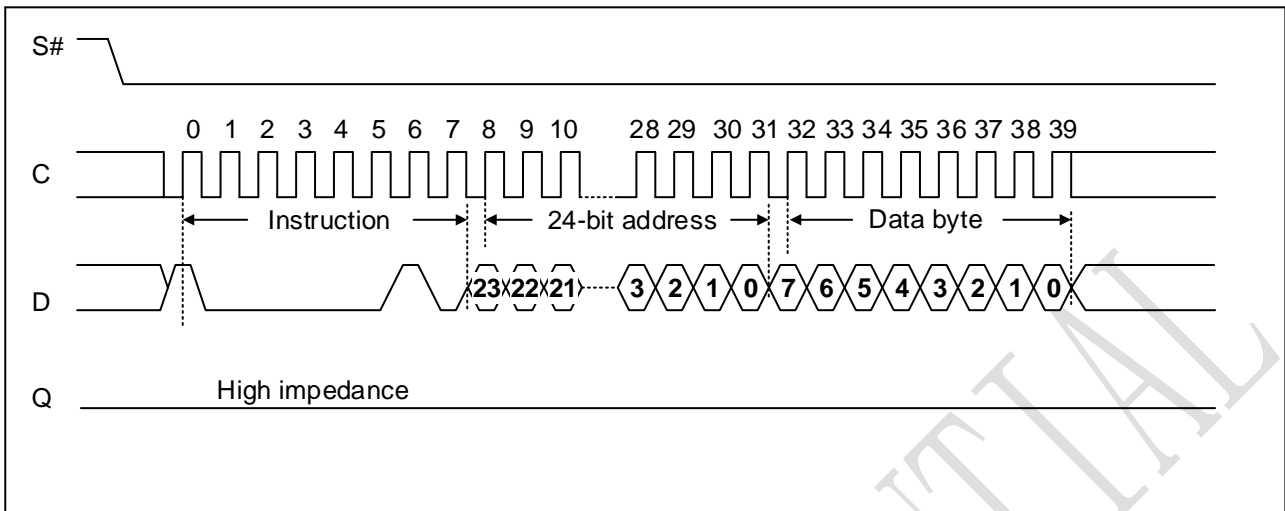 S#
0 1 2 3 4 5 6 7 8 9 10 28 29 30 31 32 33 34 35 36 37 38 39
C
Instruction 24-bit address Data byte
D 23 22 21 3 2 1 0 7 6 5 4 3 2 1 0
High impedance
Q
NTIAL